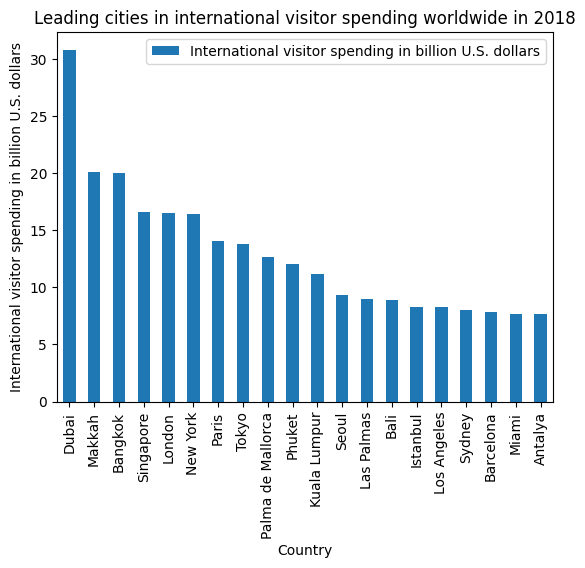 Leading cities in international visitor spending worldwide in 2018
International visitor spending in billion U.S. dollars
International visitor spending in billion U.S. dollars
30
25
20
15
10
5
0
Dubai
Makkah
Bangkok
Singapore
London
New York
Paris
Tokyo
Palma de Mallorca
Phuket
Kuala Lumpur
Seoul
Las Palmas
Bali
Istanbul
Los Angeles
Sydney
Barcelona
Miami
Antalya
Country